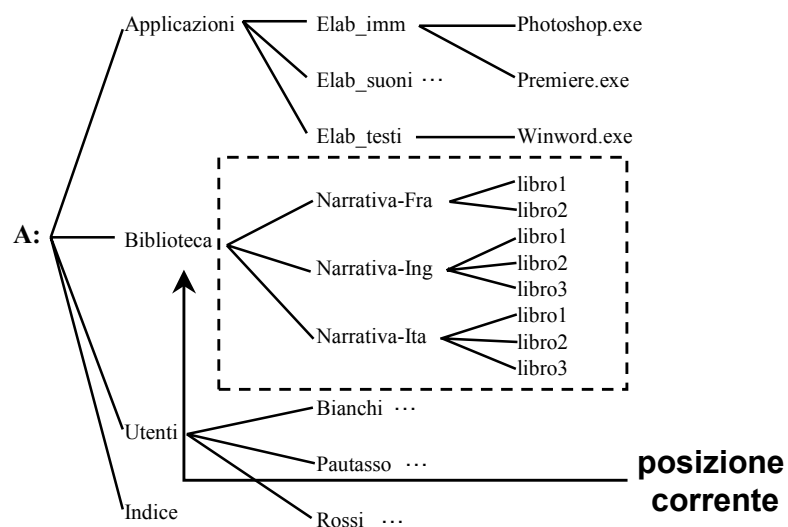 Applicazioni Elab_imm Photoshop.exe
Elab_suoni … Premiere.exe
Elab_testi Winword.exe
Narrativa-Fra libro1
libro2
A: Biblioteca libro1
Narrativa-Ing libro2
libro3
libro1
Narrativa-Ita libro2
libro3
Bianchi …
Utenti
Pautasso … posizione
corrente
Indice Rossi …